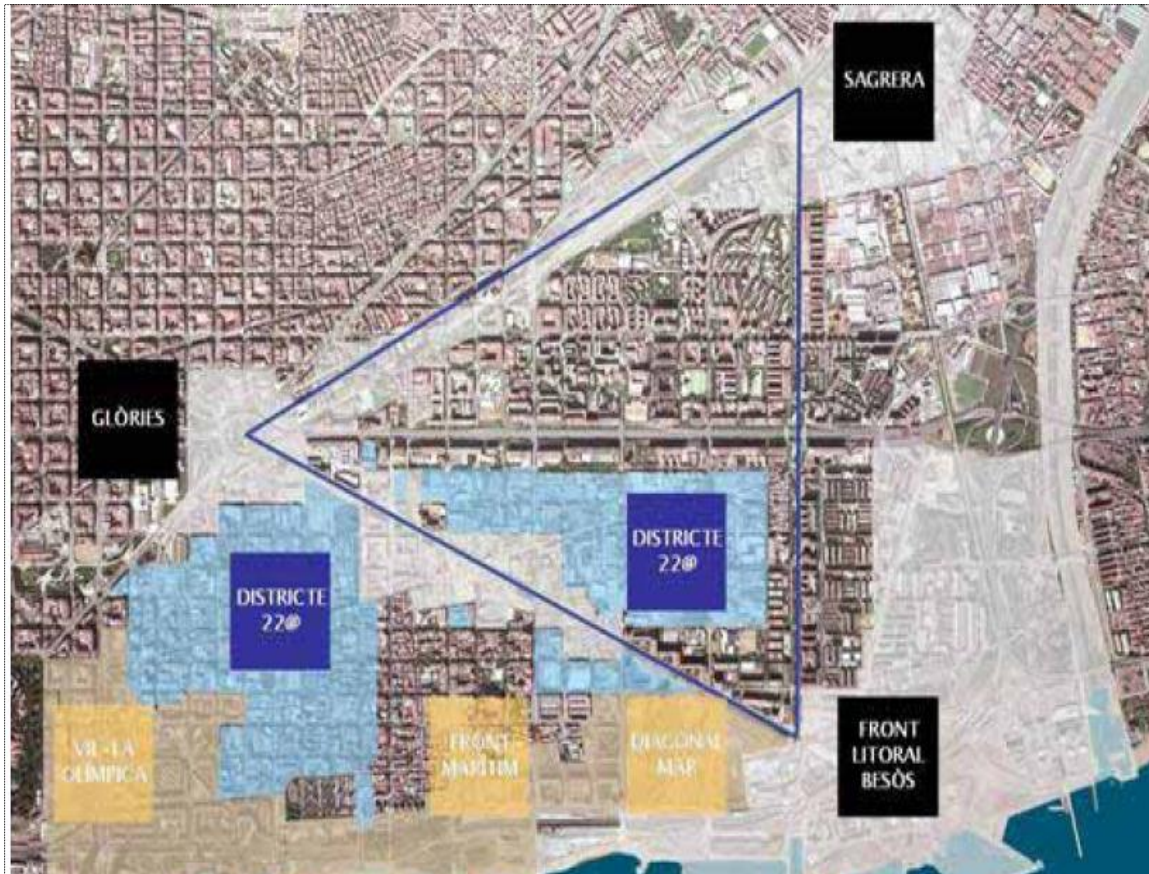 SAGRERA
GLÒRIES
DISTRICTE
22@
DISTRICTE
22@
VIL·LA
OLÍMPICA
FRONT
MARÍTIM
DIAGONAL
MAR
FRONT
LITORAL
BESÒS